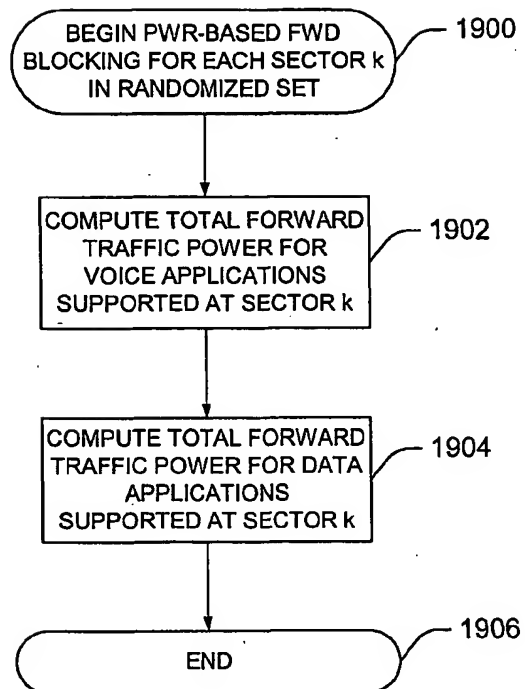 BEGIN PWR-BASED FWD
BLOCKING FOR EACH SECTOR k
IN RANDOMIZED SET
1900
COMPUTE TOTAL FORWARD
TRAFFIC POWER FOR
VOICE APPLICATIONS
SUPPORTED AT SECTOR k
1902
COMPUTE TOTAL FORWARD
TRAFFIC POWER FOR DATA
APPLICATIONS
SUPPORTED AT SECTOR k
1904
END
1906